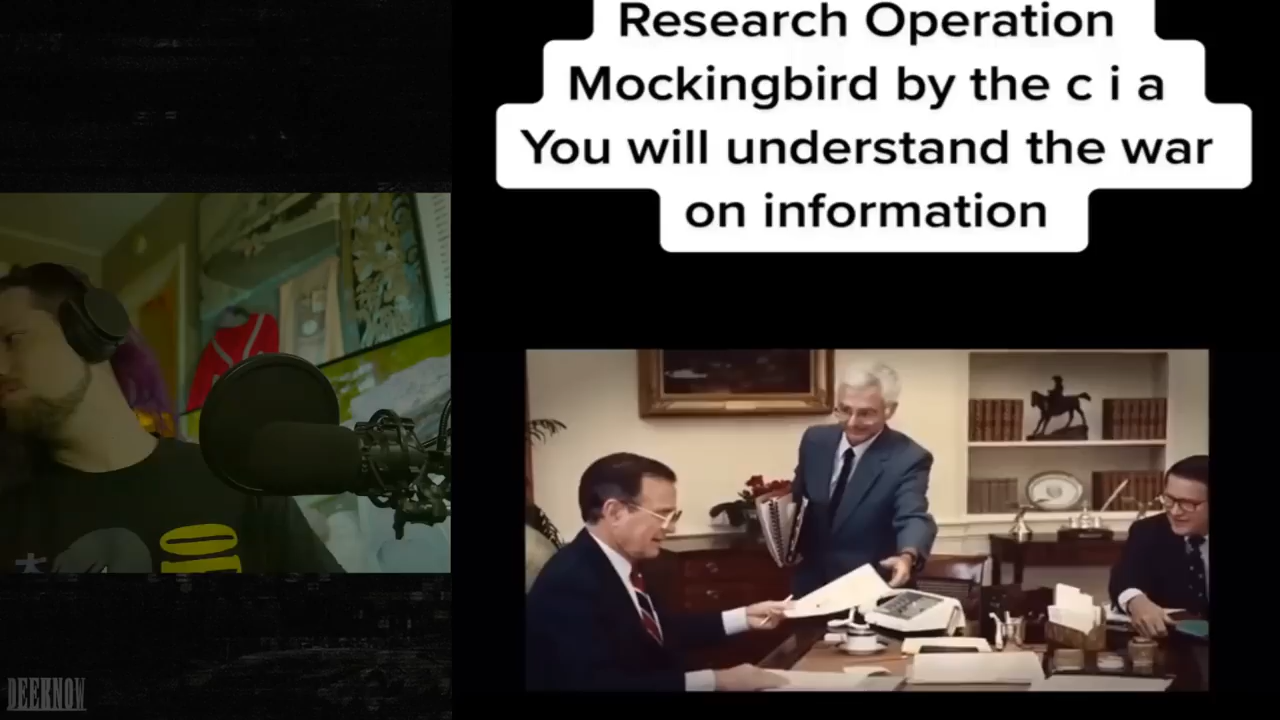 Research Operation
Mockingbird by the c i a
You will understand the war
on information
DEEKNOW